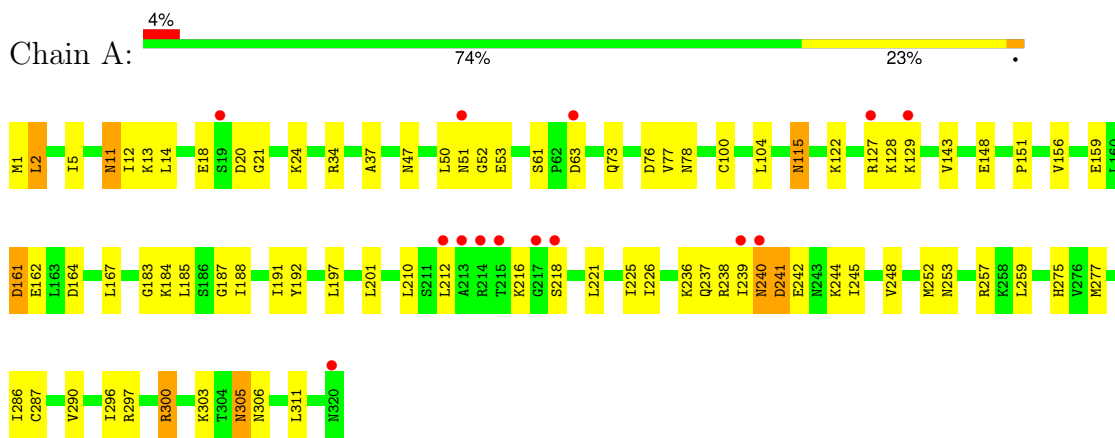 4%
Chain A:
74% 23% •
M1 L2 I5 N11 I12 K13 L14 E18 S19 D20 G21 K24 R34 A37 N47 L50 N51 G52 E53 S61 P62 D63 Q73 D76 V77 N78 C100 L104 N115 K122 R127 K128 K129 V143 E148 P151 V156 E159 L160
D161 E162 L163 D164 L167 G183 K184 L185 S186 G187 I188 I191 Y192 L197 L201 L210 S211 L212 A213 R214 T215 K216 G217 S218 L221 I225 I226 K236 Q237 R238 I239 N240 D241 E242 N243 K244 I245 V248 M252 N253 R257 K258 L259 H275 V276 M277
I286 C287 V290 I296 R297 R300 K303 T304 N305 N306 L311 N320